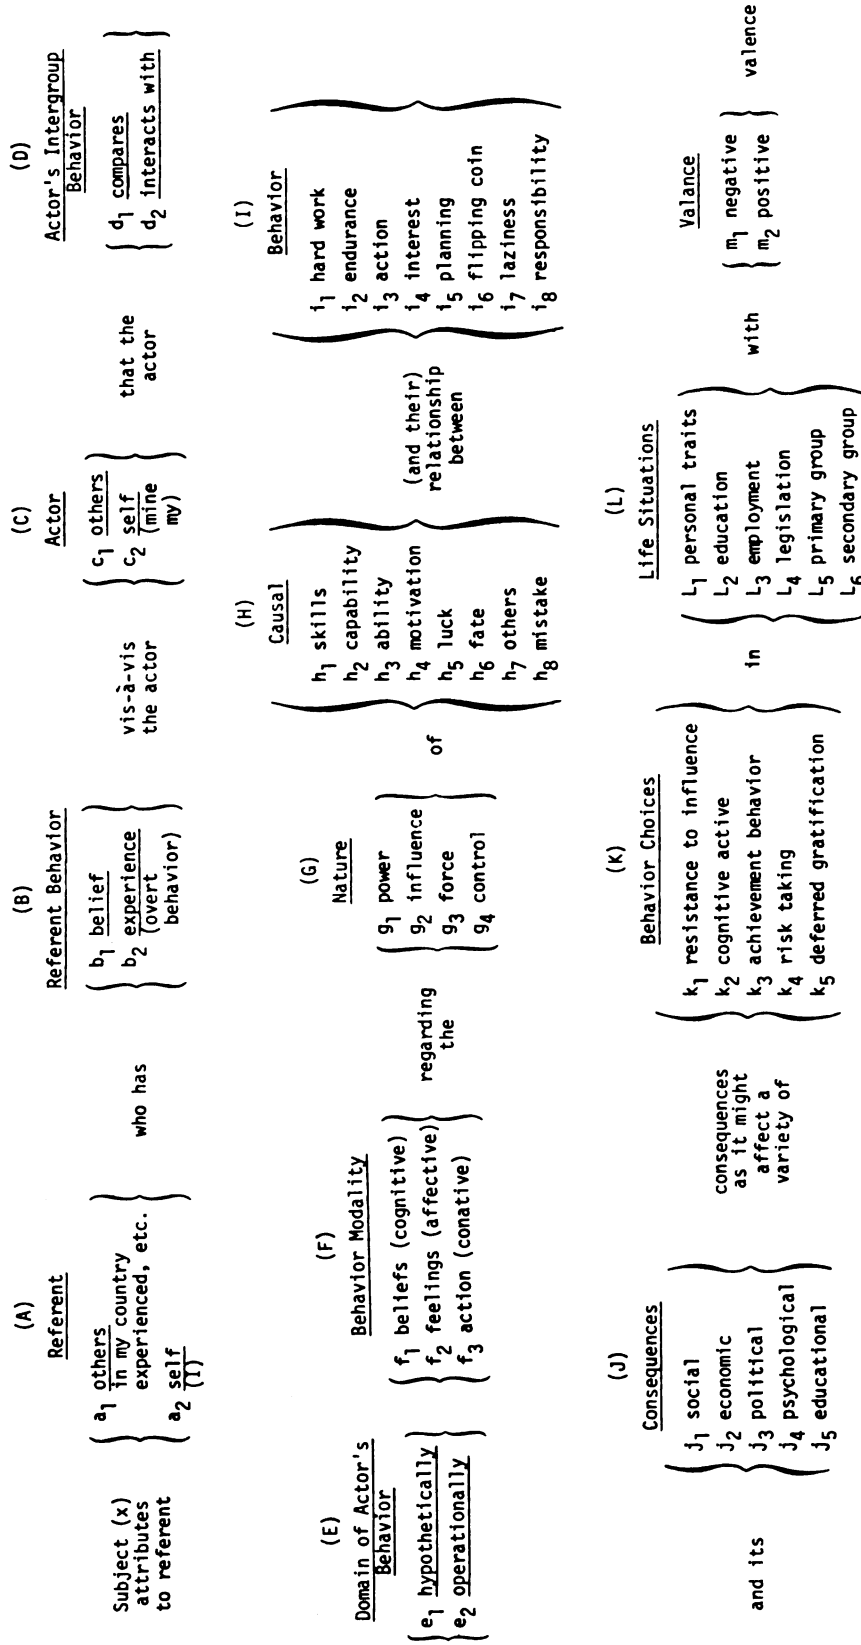 (A)
Referent
Subject (x)
attributes
to referent
a1 others
in my country
experienced, etc.
a2 self
(I)
who has
(B)
Referent Behavior
b1 belief
b2 experience
(overt
behavior)
vis-à-vis
the actor
(C)
Actor
c1 others
c2 self
(mine
my)
that the
actor
(D)
Actor's Intergroup
Behavior
d1 compares
d2 interacts with
(E)
Domain of Actor's
Behavior
e1 hypothetically
e2 operationally
(F)
Behavior Modality
f1 beliefs (cognitive)
f2 feelings (affective)
f3 action (conative)
regarding
the
(G)
Nature
g1 power
g2 influence
g3 force
g4 control
of
(H)
Causal
h1 skills
h2 capability
h3 ability
h4 motivation
h5 luck
h6 fate
h7 others
h8 mistake
(and their)
relationship
between
(I)
Behavior
i1 hard work
i2 endurance
i3 action
i4 interest
i5 planning
i6 flipping coin
i7 laziness
i8 responsibility
and its
(J)
Consequences
j1 social
j2 economic
j3 political
j4 psychological
j5 educational
consequences
as it might
affect a
variety of
(K)
Behavior Choices
k1 resistance to influence
k2 cognitive active
k3 achievement behavior
k4 risk taking
k5 deferred gratification
in
(L)
Life Situations
L1 personal traits
L2 education
L3 employment
L4 legislation
L5 primary group
L6 secondary group
with
Valance
m1 negative
m2 positive
valence